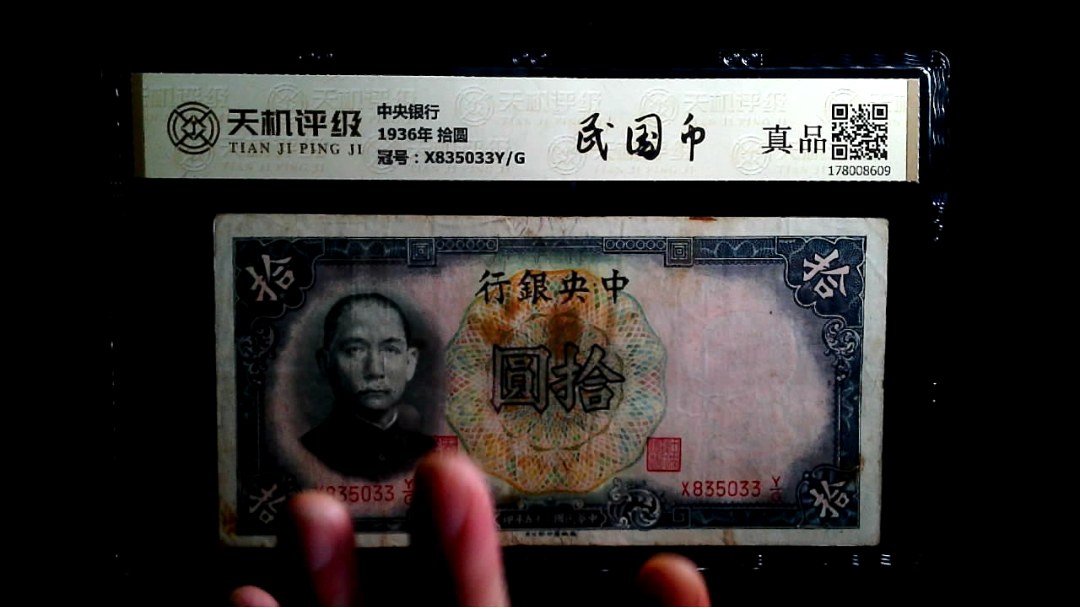 天机评级
TIAN JI PING JI
中央银行
1936年 拾圆
冠号：X835033Y/G
民国币
真品
178008609
拾
拾
行銀央中
圓拾
X835033 Y/G
X835033 Y/G
拾
拾